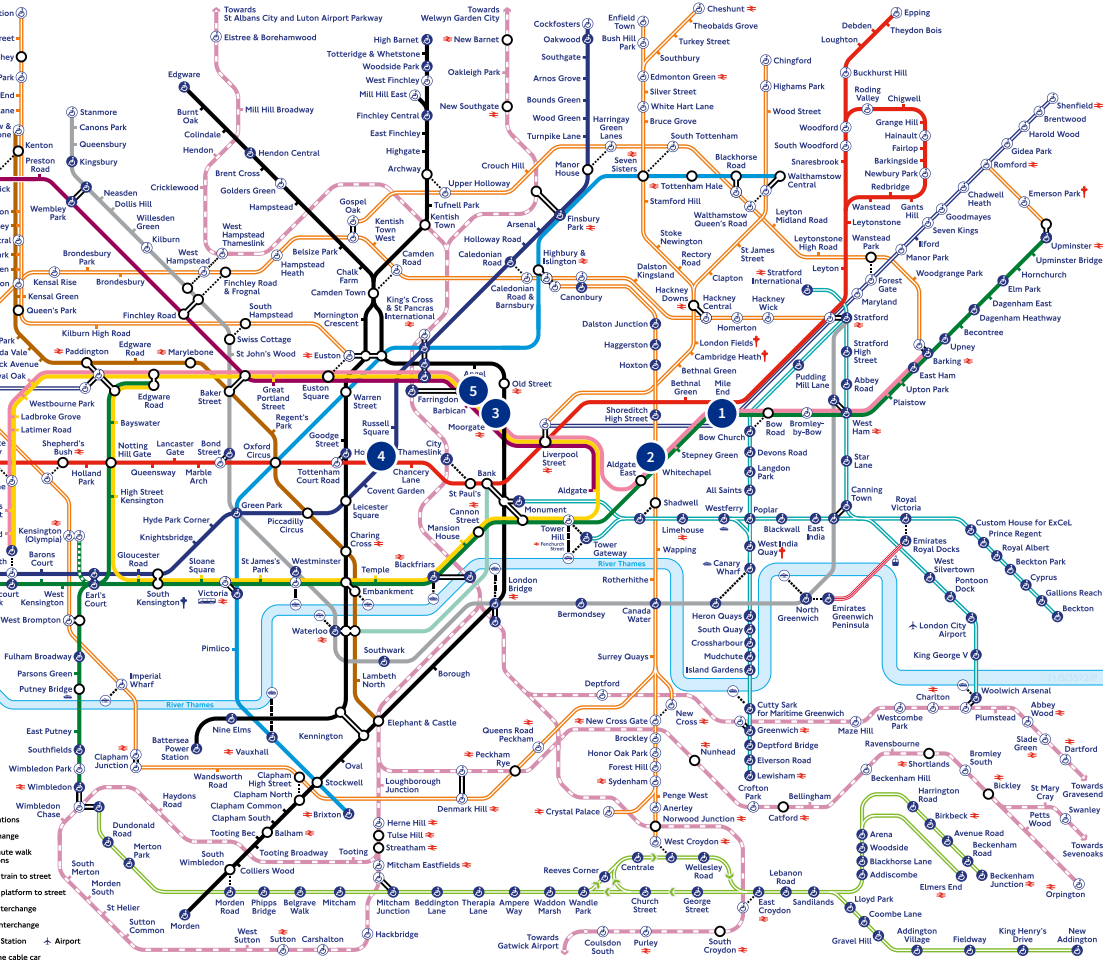 Towards
St Albans City and Luton Airport Parkway
Elstree & Borehamwood
Mill Hill Broadway
Hendon
Cricklewood
West
Hampstead
Thameslink
Edgware
Burnt
Oak
Colindale
Hendon Central
Brent Cross
Golders Green
Hampstead
Belsize Park
Chalk
Farm
Camden Town
Mornington
Crescent
High Barnet
Totteridge & Whetstone
Woodside Park
West Finchley
Mill Hill East
Finchley Central
East Finchley
Highgate
Archway
Tufnell Park
Kentish
Town
Towards
Welwyn Garden City
New Barnet
Oakleigh Park
New Southgate
Crouch Hill
Upper Holloway
Gospel
Oak
Kentish
Town
West
Camden
Road
Cockfosters
Oakwood
Southgate
Arnos Grove
Bounds Green
Wood Green
Turnpike Lane
Manor
House
Harringay
Green
Lanes
Arsenal
Finsbury
Park
Holloway Road
Caledonian
Road
Highbury &
Islington
Caledonian
Road &
Barnsbury
Canonbury
Enfield
Town
Bush Hill
Park
Cheshunt
Theobalds Grove
Turkey Street
Southbury
Edmonton Green
Silver Street
White Hart Lane
Bruce Grove
South Tottenham
Seven
Sisters
Tottenham Hale
Blackhorse
Road
Walthamstow
Central
Walthamstow
Queen's Road
Chingford
Highams Park
Wood Street
St James
Street
Clapton
Stamford Hill
Stoke
Newington
Rectory
Road
Dalston
Kingsland
Hackney
Downs
Hackney
Central
Hackney
Wick
Homerton
London Fields
Cambridge Heath
Bethnal Green
Leyton
Midland Road
Leytonstone
High Road
Wanstead
Park
Woodgrange Park
Epping
Theydon Bois
Debden
Loughton
Buckhurst Hill
Roding
Valley
Chigwell
Grange Hill
Hainault
Fairlop
Barkingside
Newbury Park
Redbridge
Gants
Hill
Wanstead
Woodford
South Woodford
Snaresbrook
Leytonstone
Leyton
Shenfield
Brentwood
Harold Wood
Gidea Park
Romford
Emerson Park
Chadwell
Heath
Goodmayes
Seven Kings
Ilford
Manor Park
Forest
Gate
Maryland
Stratford
Stratford
International
Upminster
Upminster Bridge
Hornchurch
Elm Park
Dagenham East
Dagenham Heathway
Becontree
Upney
Barking
East Ham
Upton Park
Plaistow
West
Ham
Stanmore
Canons Park
Queensbury
Kingsbury
Kenton
Preston
Road
Wembley
Park
Neasden
Dollis Hill
Willesden
Green
Kilburn
West
Hampstead
Finchley Road
& Frognal
Hampstead
Heath
Brondesbury
Park
Kensal Rise
Brondesbury
Kensal Green
Queen's Park
Kilburn High Road
South
Hampstead
Finchley Road
Swiss Cottage
St John's Wood
King's Cross
& St Pancras
International
Euston
Euston
Square
Edgware
Road
Marylebone
Paddington
Westbourne Park
Ladbroke Grove
Latimer Road
Shepherd's
Bush
Edgware
Road
Bayswater
Notting
Hill Gate
Holland
Park
Lancaster
Gate
Queensway
Bond
Street
Marble
Arch
Baker
Street
Great
Portland
Street
Regent's
Park
Oxford
Circus
Warren
Street
Goodge
Street
Tottenham
Court Road
Russell
Square
Farringdon
Barbican
Moorgate
Old Street
5
3
4
1
2
City
Thameslink
Chancery
Lane
St Paul's
Bank
Liverpool
Street
Shoreditch
High Street
Dalston Junction
Haggerston
Hoxton
Bethnal
Green
Mile
End
Stepney Green
Whitechapel
Aldgate
East
Aldgate
Bow Church
Bow
Road
Bromley-
by-Bow
Devons Road
Langdon
Park
All Saints
Pudding
Mill Lane
Stratford
High
Street
Abbey
Road
Star
Lane
Canning
Town
Royal
Victoria
Custom House for ExCeL
Prince Regent
Royal Albert
Beckton Park
Cyprus
Gallions Reach
Beckton
Emirates
Royal Docks
West
Silvertown
Pontoon
Dock
London City
Airport
King George V
Woolwich Arsenal
High Street
Kensington
Kensington
(Olympia)
Barons
Court
West
Kensington
Earl's
Court
Gloucester
Road
South
Kensington
Hyde Park Corner
Knightsbridge
Green Park
Piccadilly
Circus
Covent Garden
Leicester
Square
Charing
Cross
Sloane
Square
Victoria
St James's
Park
Westminster
Embankment
Temple
Blackfriars
Mansion
House
Cannon
Street
Monument
Tower
Hill
Fenchurch
Street
Tower
Gateway
Shadwell
Limehouse
Westferry
Poplar
Blackwall
East
India
West India
Quay
Canary
Wharf
Wapping
Rotherhithe
Canada
Water
Surrey Quays
Bermondsey
London
Bridge
Southwark
Waterloo
Lambeth
North
Borough
Elephant & Castle
Kennington
Pimlico
River Thames
River Thames
North
Greenwich
Emirates
Greenwich
Peninsula
Heron Quays
South Quay
Crossharbour
Mudchute
Island Gardens
Cutty Sark
for Maritime Greenwich
Greenwich
Deptford Bridge
Elverson Road
Lewisham
Maze Hill
Westcombe
Park
Charlton
Plumstead
Abbey
Wood
Slade
Green
Dartford
Towards
Gravesend
West Brompton
Fulham Broadway
Parsons Green
Putney Bridge
East Putney
Southfields
Wimbledon Park
Wimbledon
Wimbledon
Chase
Imperial
Wharf
Clapham
Junction
Wandsworth
Road
Clapham
High Street
Battersea
Power
Station
Nine Elms
Vauxhall
Oval
Stockwell
Brixton
Clapham North
Clapham Common
Clapham South
Balham
Tooting Bec
Tooting Broadway
Colliers Wood
South
Wimbledon
Morden
Haydons
Road
Tooting
Dundonald
Road
Merton
Park
South
Merton
Morden
South
St Helier
Sutton
Common
West
Sutton
Sutton
Carshalton
Hackbridge
Loughborough
Junction
Herne Hill
Tulse Hill
Streatham
Mitcham Eastfields
Mitcham
Junction
Morden
Road
Phipps
Bridge
Belgrave
Walk
Mitcham
Beddington
Lane
Therapia
Lane
Ampere
Way
Waddon
Marsh
Wandle
Park
Reeves Corner
Centrale
West Croydon
Wellesley
Road
Church
Street
George
Street
East
Croydon
Lebanon
Road
Sandilands
Denmark Hill
Peckham
Rye
Queens Road
Peckham
Deptford
New Cross Gate
New
Cross
Brockley
Honor Oak Park
Forest Hill
Sydenham
Crystal Palace
Penge West
Anerley
Norwood Junction
Nunhead
Crofton
Park
Catford
Bellingham
Beckenham Hill
Ravensbourne
Shortlands
Bromley
South
Bickley
St Mary
Cray
Petts
Wood
Swanley
Towards
Sevenoaks
Orpington
Harrington
Road
Birkbeck
Avenue Road
Beckenham
Road
Beckenham
Junction
Elmers End
Arena
Woodside
Blackhorse Lane
Addiscombe
Lloyd Park
Coombe Lane
Gravel Hill
Addington
Village
Fieldway
King Henry's
Drive
New
Addington
Towards
Gatwick Airport
Coulsdon
South
Purley
South
Croydon
train to street
platform to street
interchange
Station
Airport
cable car